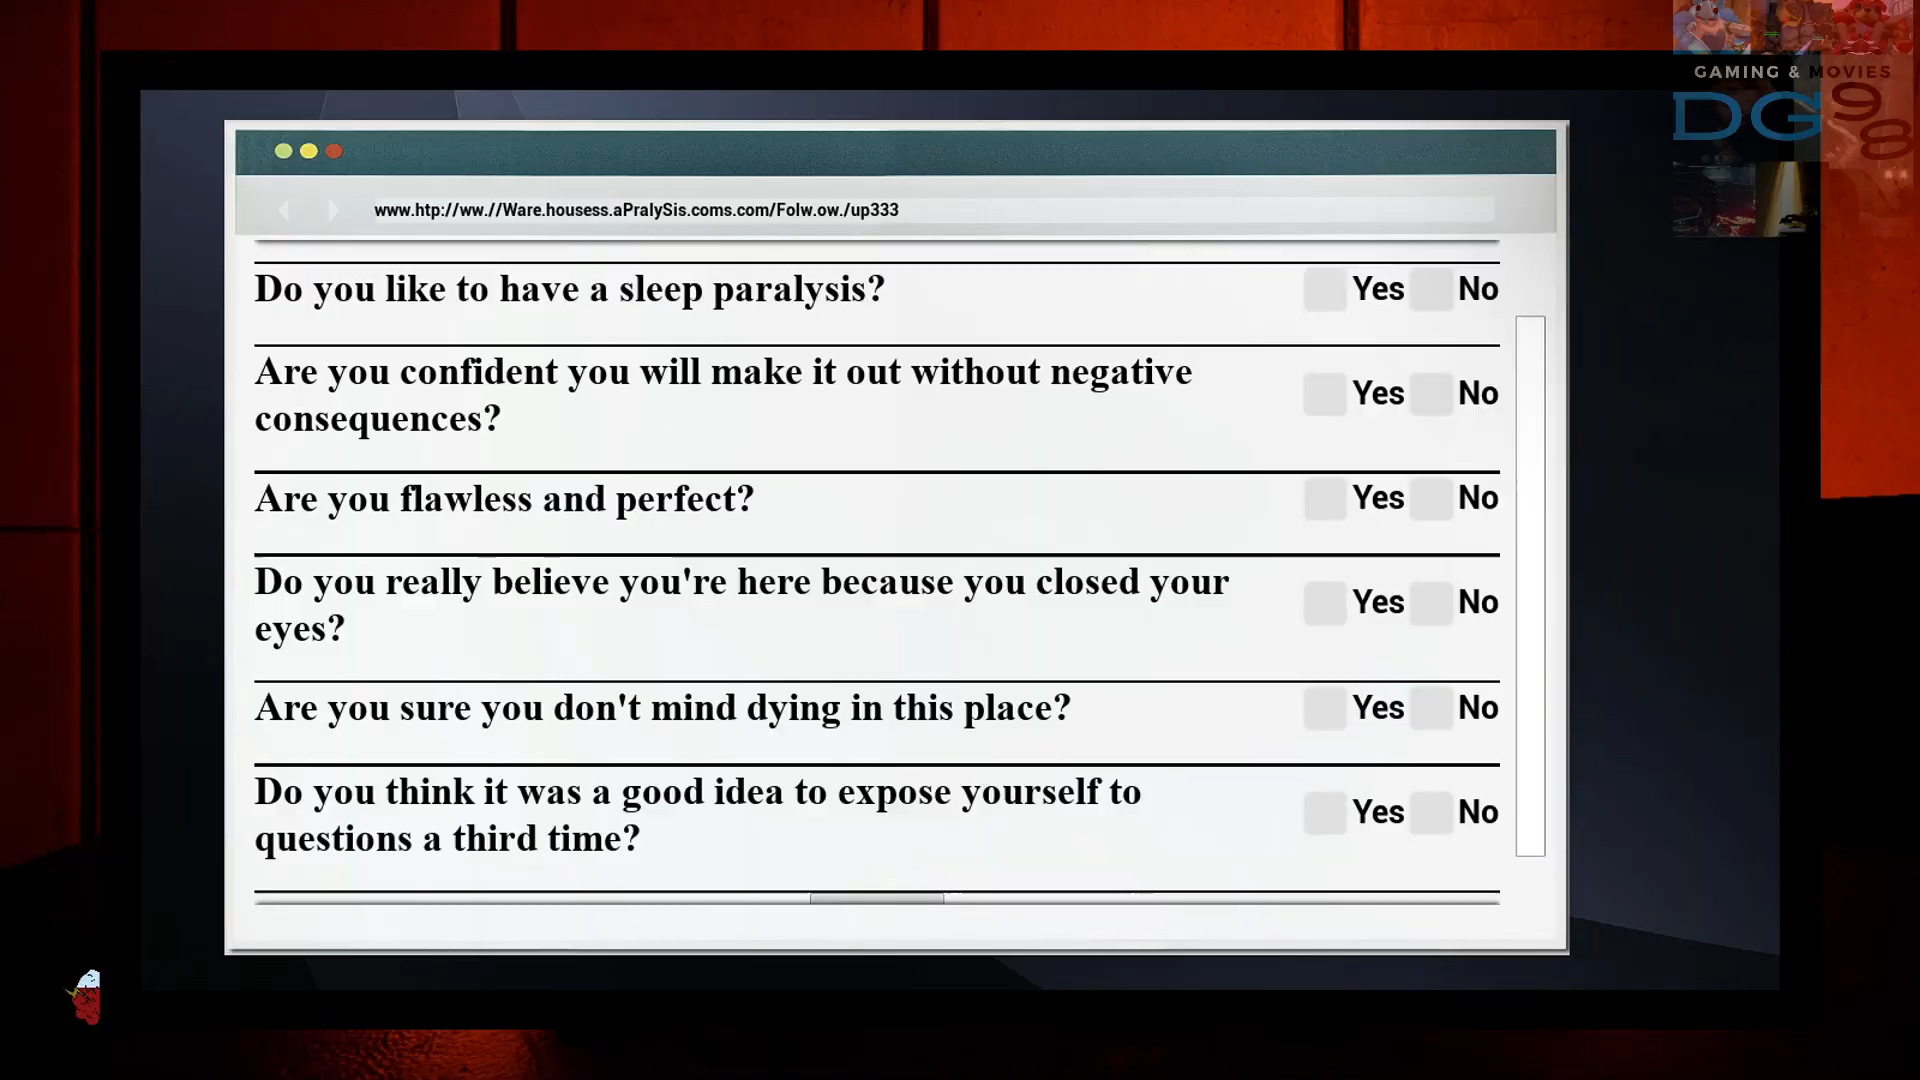 GAMING & MOVIES
DG98
www.htp://ww.//Ware.housess.aPralySis.coms.com/Folw.ow./up333
Do you like to have a sleep paralysis? Yes No
Are you confident you will make it out without negative
consequences? Yes No
Are you flawless and perfect? Yes No
Do you really believe you're here because you closed your
eyes? Yes No
Are you sure you don't mind dying in this place? Yes No
Do you think it was a good idea to expose yourself to
questions a third time? Yes No